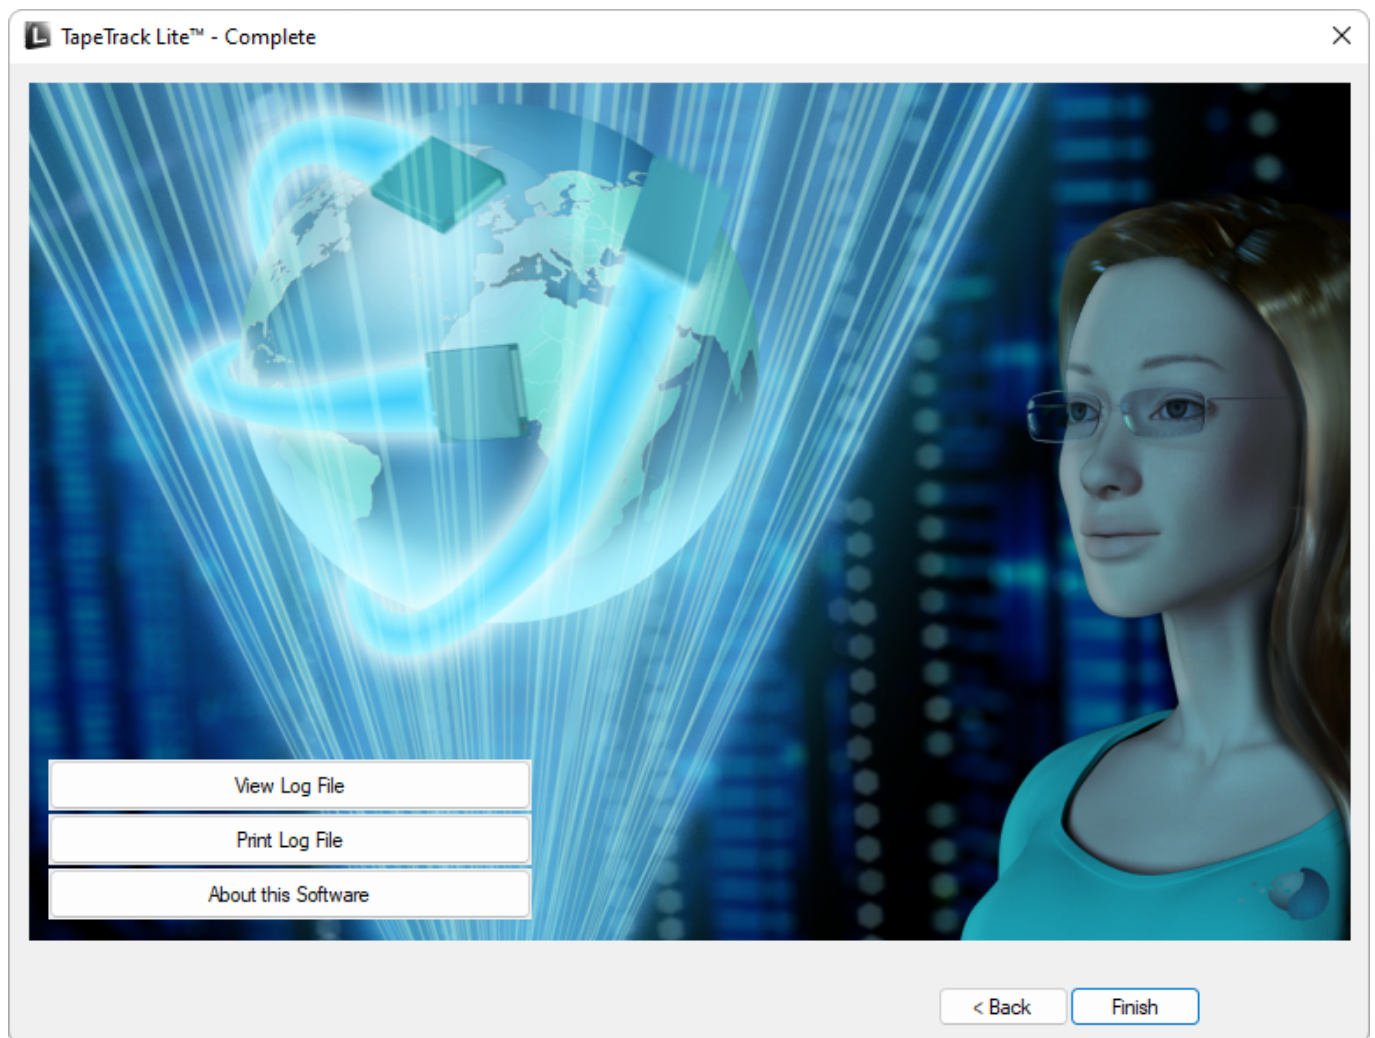 TapeTrack Lite™ - Complete
View Log File
Print Log File
About this Software
< Back
Finish